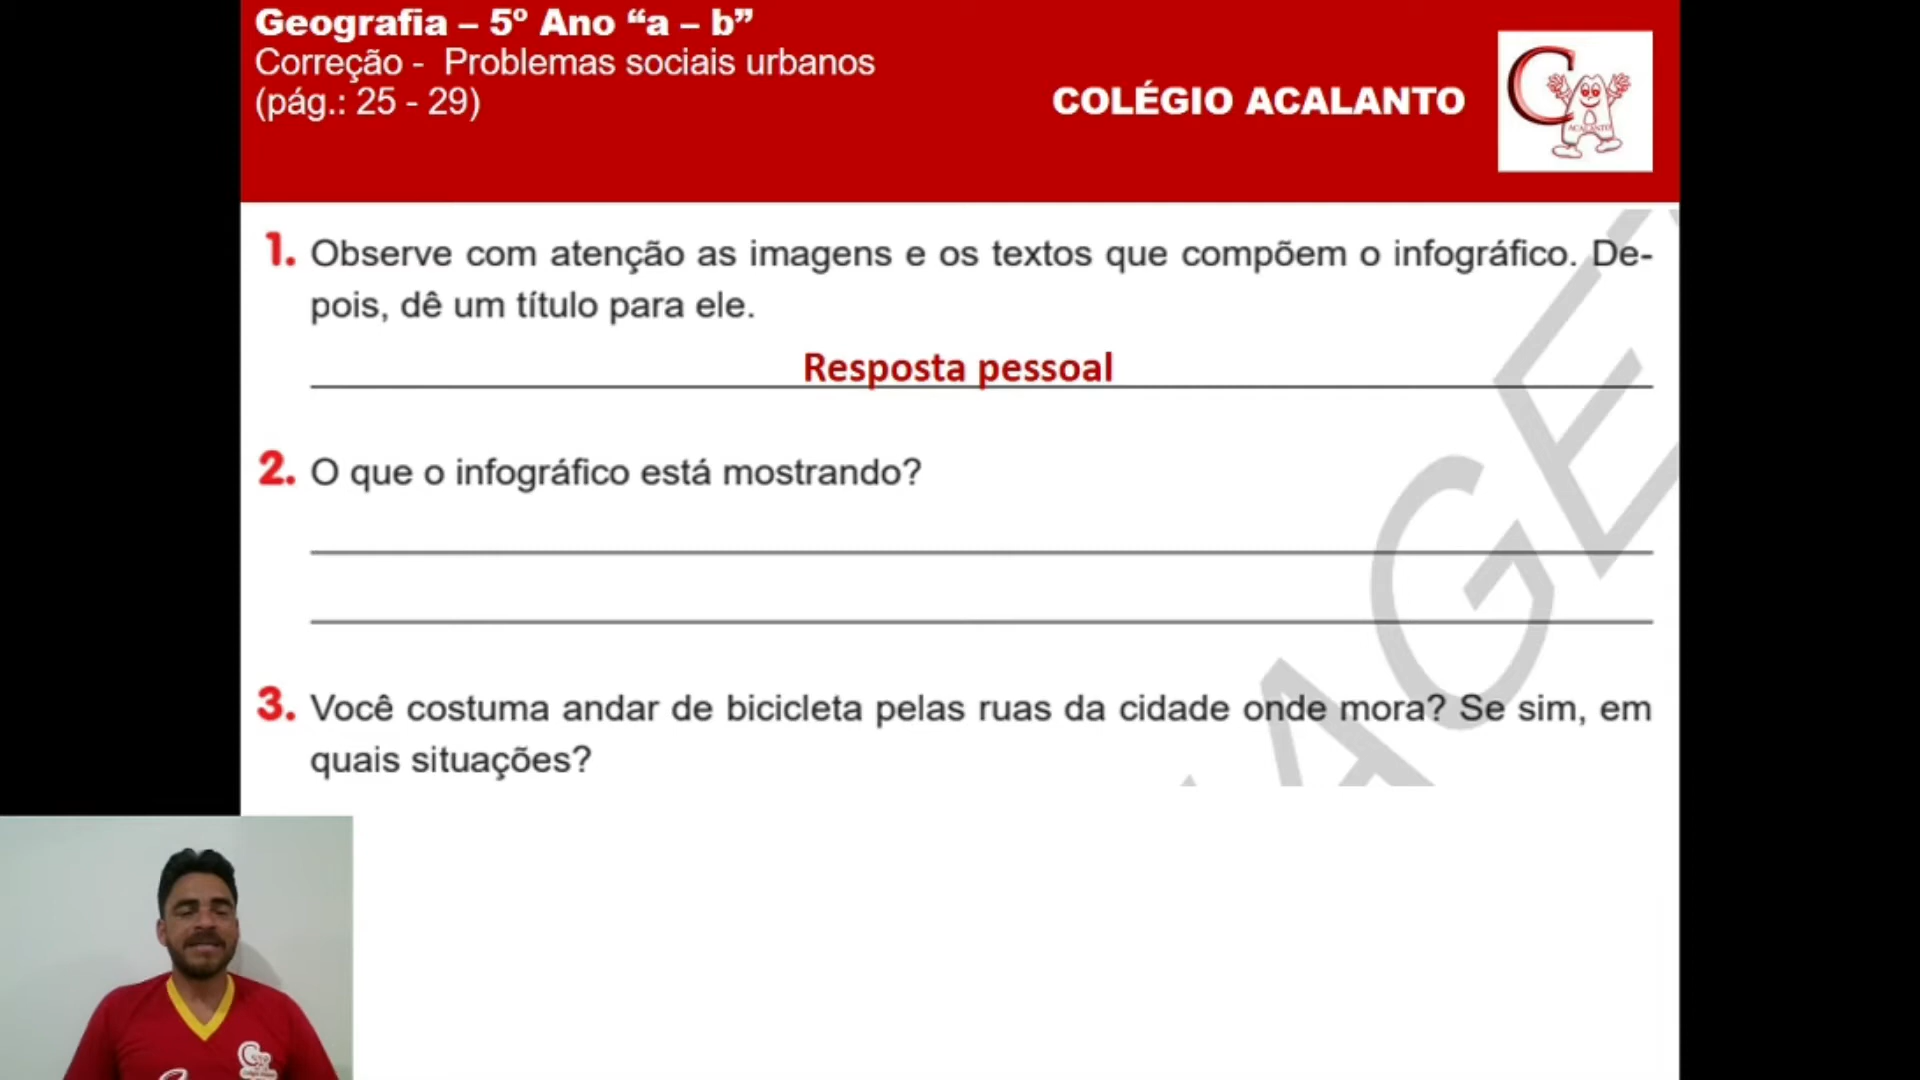 Geografia – 5º Ano “a – b”
Correção -  Problemas sociais urbanos
(pág.: 25 - 29)
COLÉGIO ACALANTO
ACALANTO
1. Observe com atenção as imagens e os textos que compõem o infográfico. De-
pois, dê um título para ele.
Resposta pessoal
2. O que o infográfico está mostrando?
3. Você costuma andar de bicicleta pelas ruas da cidade onde mora? Se sim, em
quais situações?